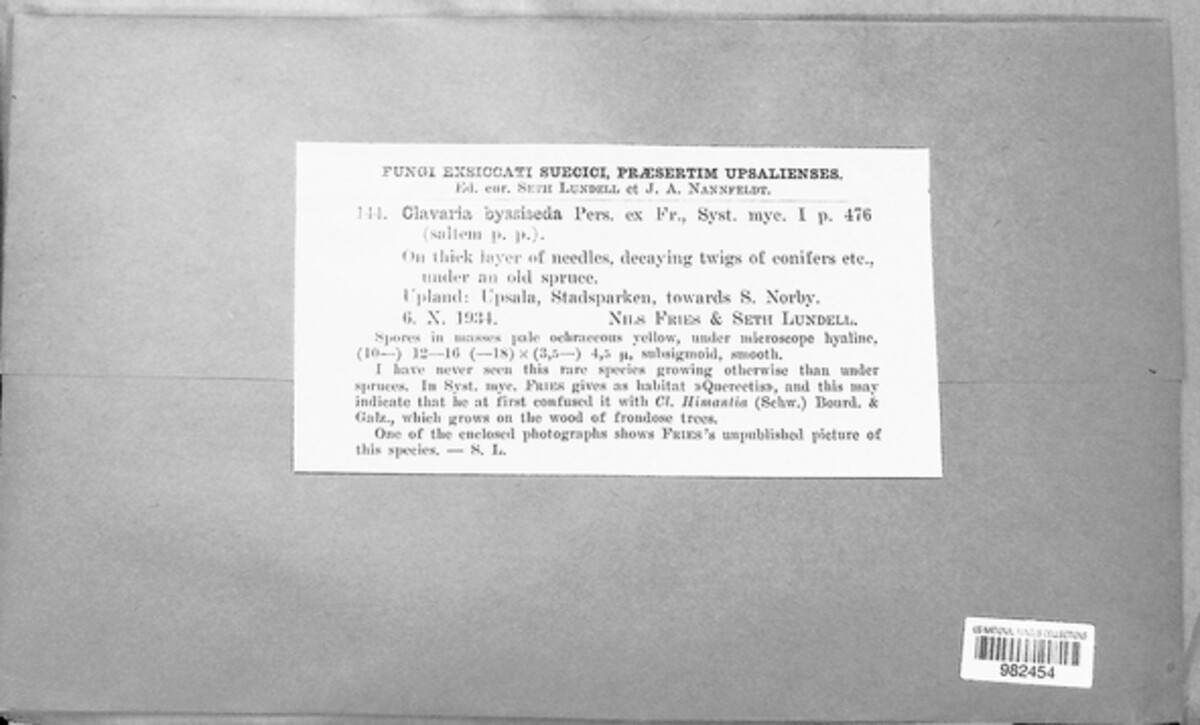 FUNGI EXSICCATI SUECICI, PRÆSERTIM UPSALIENSES.
Ed. cur. SETH LUNDELL et J. A. NANNFELDT.
144. Clavaria byssiseda Pers. ex Fr., Syst. myc. I p. 476
(saltem p. p.).
On thick layer of needles, decaying twigs of conifers etc.,
under an old spruce.
Upland: Upsala, Stadsparken, towards S. Norby.
6. X. 1934. NILS FRIES & SETH LUNDELL.
Spores in masses pale ochraceous yellow, under microscope hyaline,
(10—) 12—16 (—18) × (3,5—) 4,5 µ, subsigmoid, smooth.
I have never seen this rare species growing otherwise than under
spruces. In Syst. myc. FRIES gives as habitat »Quercetis», and this may
indicate that he at first confused it with Cl. Himantia (Schw.) Bourd. &
Galz., which grows on the wood of frondose trees.
One of the enclosed photographs shows FRIES's unpublished picture of
this species. — S. L.
US NATIONAL FUNGUS COLLECTIONS
982454